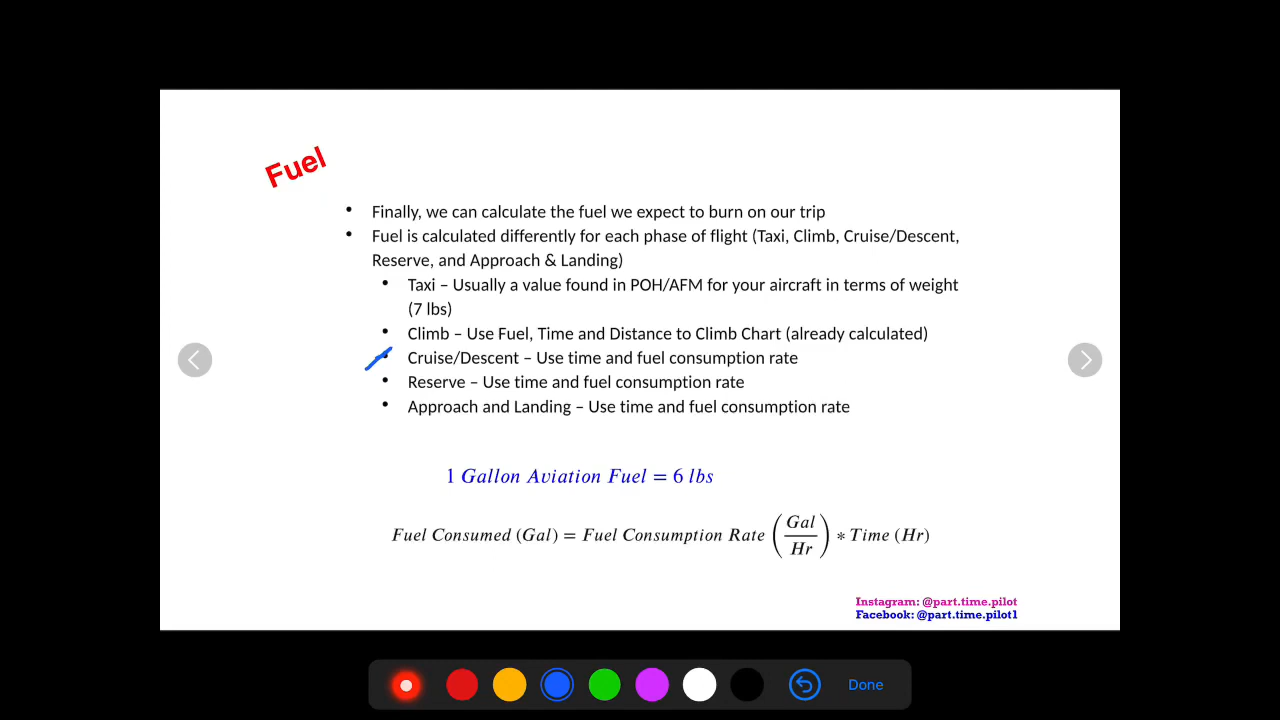 Fuel
• Finally, we can calculate the fuel we expect to burn on our trip
• Fuel is calculated differently for each phase of flight (Taxi, Climb, Cruise/Descent,
Reserve, and Approach & Landing)
• Taxi – Usually a value found in POH/AFM for your aircraft in terms of weight
(7 lbs)
• Climb – Use Fuel, Time and Distance to Climb Chart (already calculated)
• Cruise/Descent – Use time and fuel consumption rate
• Reserve – Use time and fuel consumption rate
• Approach and Landing – Use time and fuel consumption rate
1 Gallon Aviation Fuel = 6 lbs
Fuel Consumed (Gal) = Fuel Consumption Rate (Gal/Hr) * Time (Hr)
Instagram: @part.time.pilot
Facebook: @part.time.pilot1
Done